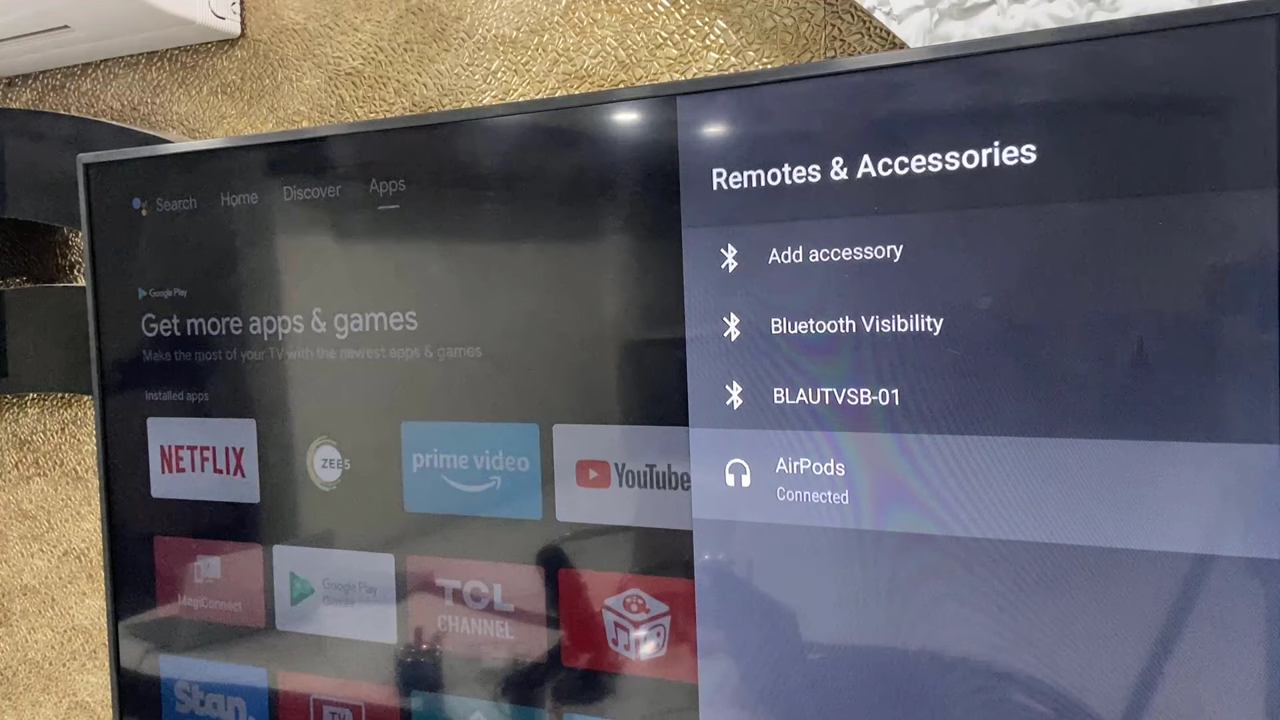 Remotes & Accessories
Search Home Discover Apps
Add accessory
Google Play
Get more apps & games
Make the most of your TV with the newest apps & games
Bluetooth Visibility
Installed apps
BLAUTVSB-01
NETFLIX
ZEE5
prime video
YouTube
AirPods
Connected
MagiConnect
Google Play
Games
TCL
CHANNEL
Stan.